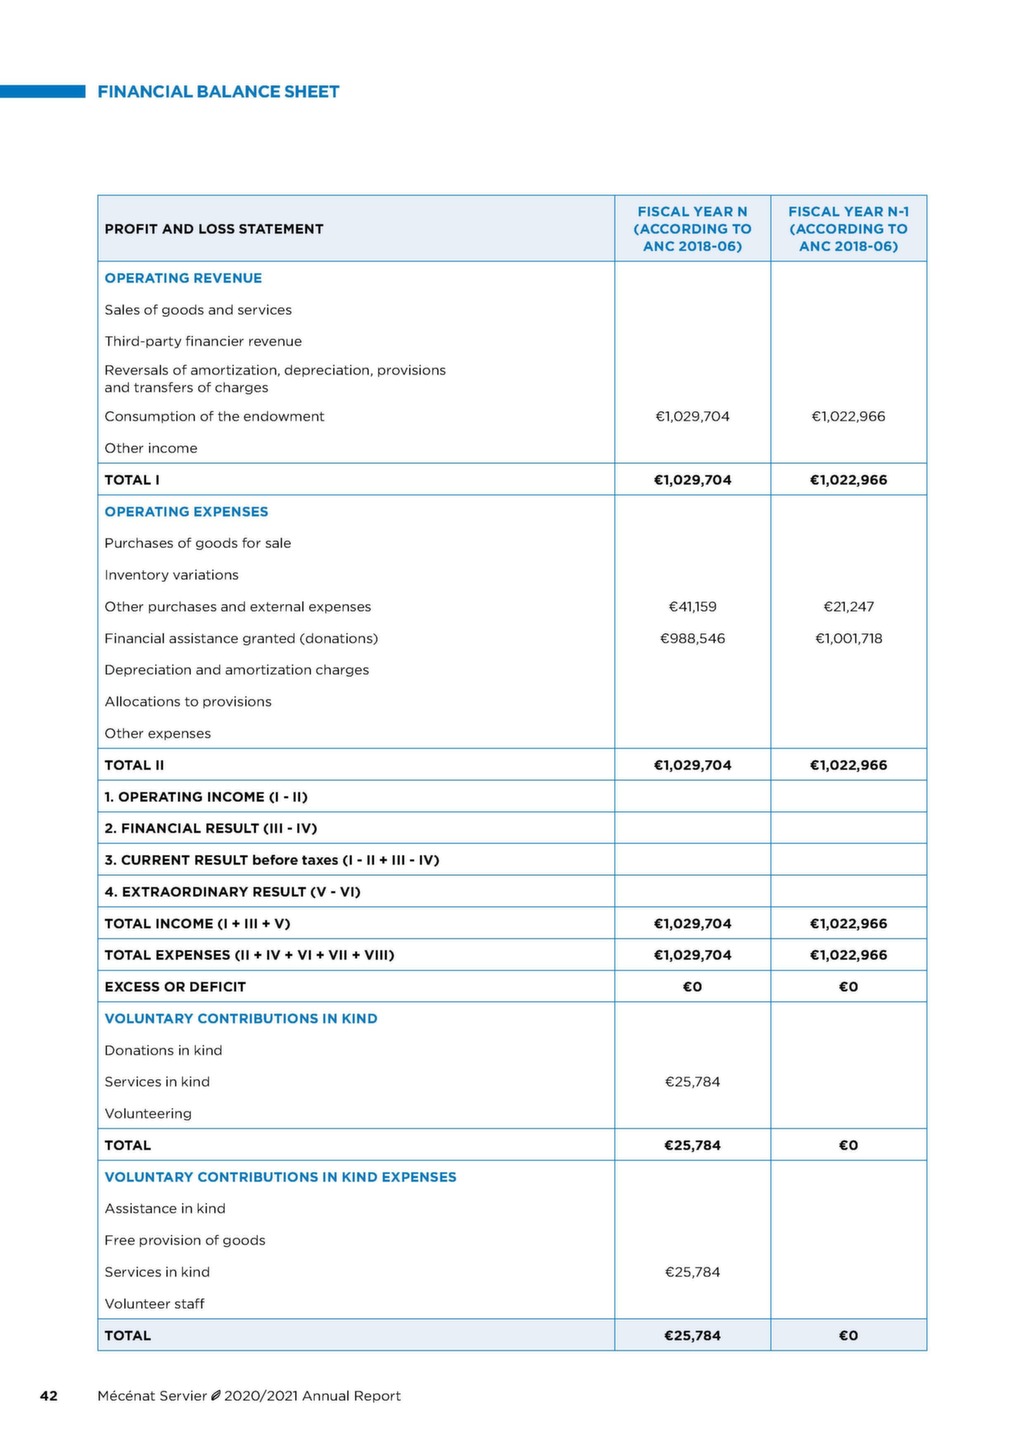 FINANCIAL BALANCE SHEET
PROFIT AND LOSS STATEMENT
FISCAL YEAR N
(ACCORDING TO
ANC 2018-06)
FISCAL YEAR N-1
(ACCORDING TO
ANC 2018-06)
OPERATING REVENUE
Sales of goods and services
Third-party financier revenue
Reversals of amortization, depreciation, provisions
and transfers of charges
Consumption of the endowment €1,029,704 €1,022,966
Other income
TOTAL I €1,029,704 €1,022,966
OPERATING EXPENSES
Purchases of goods for sale
Inventory variations
Other purchases and external expenses €41,159 €21,247
Financial assistance granted (donations) €988,546 €1,001,718
Depreciation and amortization charges
Allocations to provisions
Other expenses
TOTAL II €1,029,704 €1,022,966
1. OPERATING INCOME (I - II)
2. FINANCIAL RESULT (III - IV)
3. CURRENT RESULT before taxes (I - II + III - IV)
4. EXTRAORDINARY RESULT (V - VI)
TOTAL INCOME (I + III + V) €1,029,704 €1,022,966
TOTAL EXPENSES (II + IV + VI + VII + VIII) €1,029,704 €1,022,966
EXCESS OR DEFICIT €0 €0
VOLUNTARY CONTRIBUTIONS IN KIND
Donations in kind
Services in kind €25,784
Volunteering
TOTAL €25,784 €0
VOLUNTARY CONTRIBUTIONS IN KIND EXPENSES
Assistance in kind
Free provision of goods
Services in kind €25,784
Volunteer staff
TOTAL €25,784 €0
42 Mécénat Servier 2020/2021 Annual Report